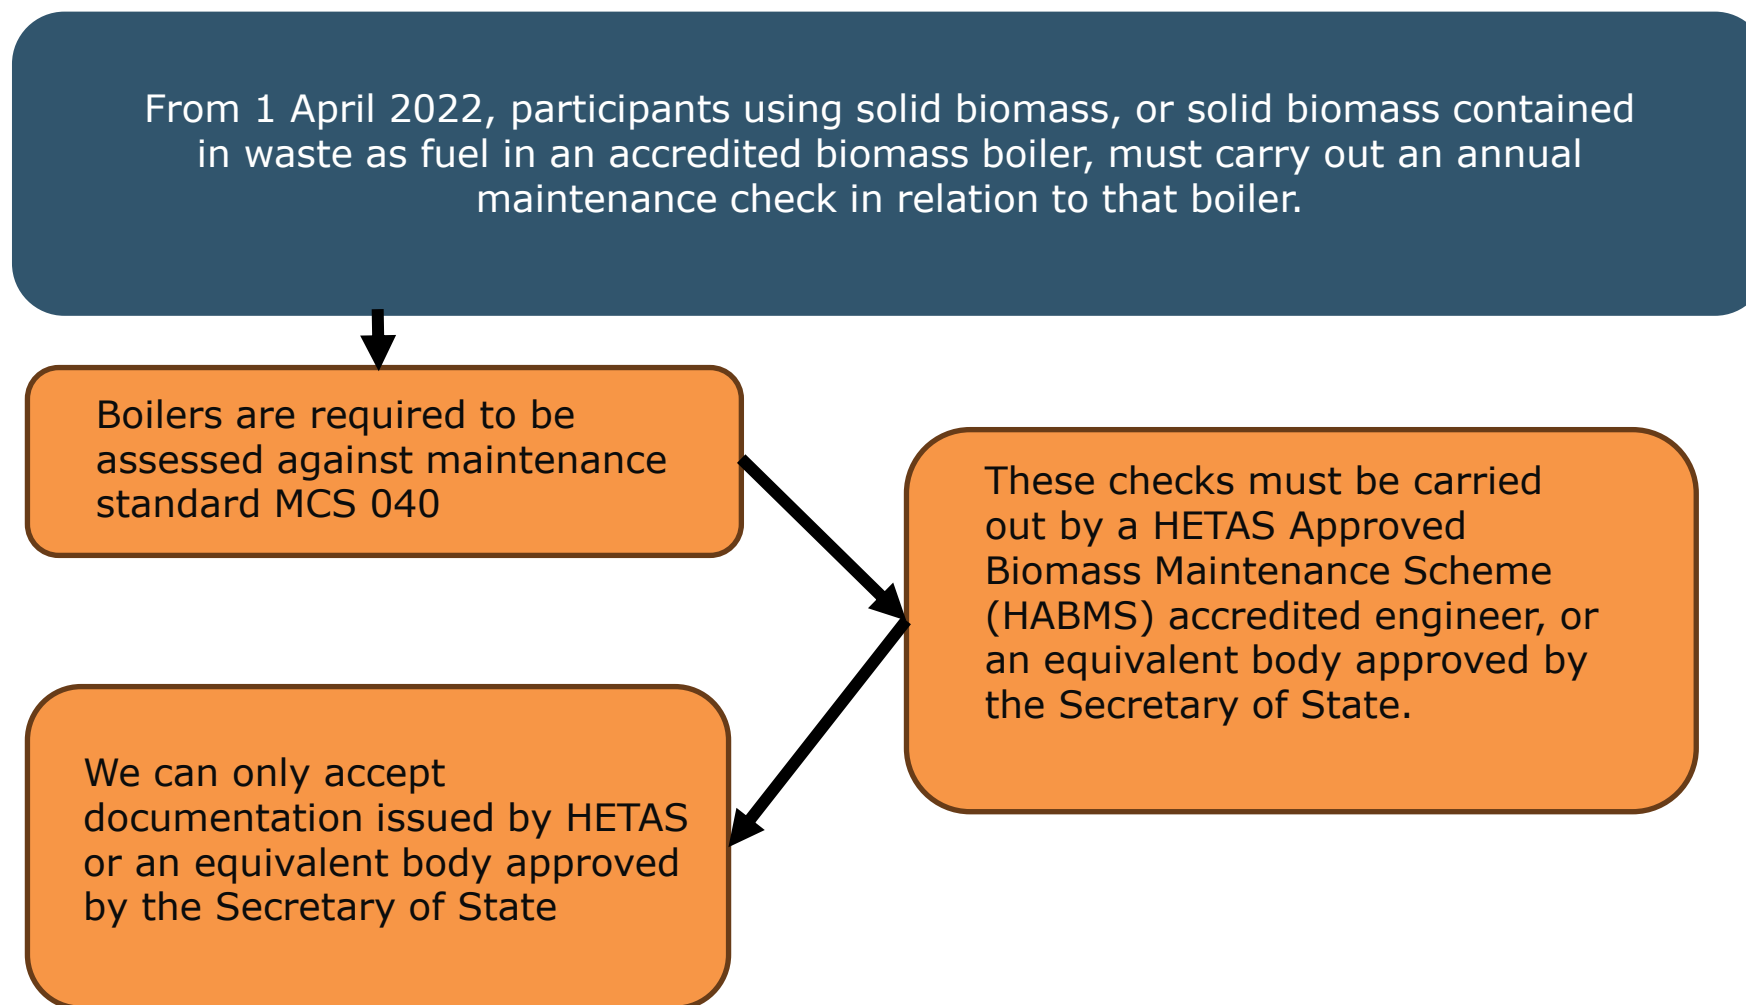 From 1 April 2022, participants using solid biomass, or solid biomass contained
in waste as fuel in an accredited biomass boiler, must carry out an annual
maintenance check in relation to that boiler.
Boilers are required to be
assessed against maintenance
standard MCS 040
These checks must be carried
out by a HETAS Approved
Biomass Maintenance Scheme
(HABMS) accredited engineer, or
an equivalent body approved by
the Secretary of State.
We can only accept
documentation issued by HETAS
or an equivalent body approved
by the Secretary of State